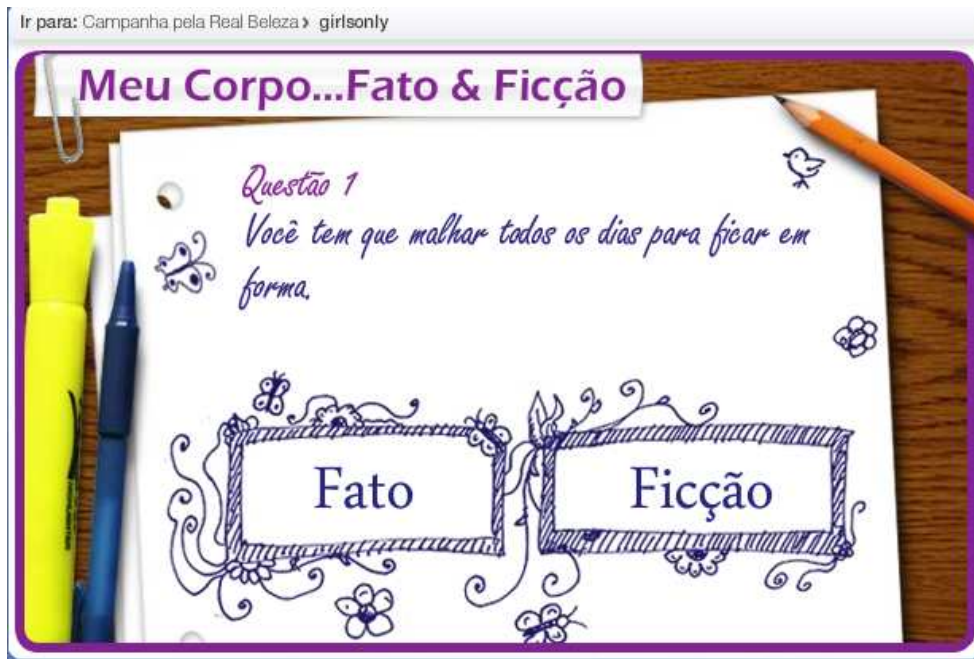 Ir para: Campanha pela Real Beleza › girlsonly
Meu Corpo...Fato & Ficção
Questão 1
Você tem que malhar todos os dias para ficar em
forma.
Fato
Ficção